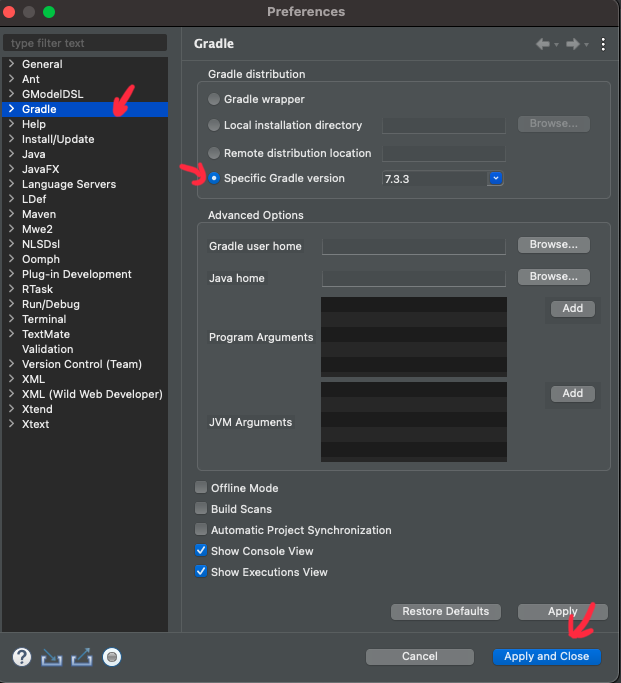 Preferences
type filter text
General
Ant
GModelDSL
Gradle
Help
Install/Update
Java
JavaFX
Language Servers
LDef
Maven
Mwe2
NLSDsl
Oomph
Plug-in Development
RTask
Run/Debug
Terminal
TextMate
Validation
Version Control (Team)
XML
XML (Wild Web Developer)
Xtend
Xtext
Gradle
Gradle distribution
Gradle wrapper
Local installation directory Browse...
Remote distribution location
Specific Gradle version 7.3.3
Advanced Options
Gradle user home Browse...
Java home Browse...
Add
Program Arguments
Add
JVM Arguments
Offline Mode
Build Scans
Automatic Project Synchronization
Show Console View
Show Executions View
Restore Defaults Apply
? Cancel Apply and Close